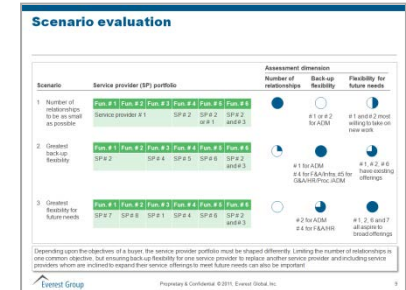 Scenario evaluation
Assessment dimension
Scenario
Service provider (SP) portfolio
Number of relationships
Back-up flexibility
Flexibility for future needs
1 Number of relationships to be as small as possible
Fun. # 1 Fun. # 2 Fun. # 3 Fun. # 4 Fun. # 5 Fun. # 6
Service provider # 1 SP # 2 SP # 2 or # 1 SP # 2 and # 3
# 1 or # 2 for ADM
# 1 and # 2 most willing to take on new work
2 Greatest back-up flexibility
Fun. # 1 Fun. # 2 Fun. # 3 Fun. # 4 Fun. # 5 Fun. # 6
SP # 2 SP # 4 SP # 5 SP # 6 SP # 2 and # 3
# 1 for ADM
# 4 for F&A/Infra, #5 for G&A/HR/Proc./ADM
# 1, # 2, # 6 have existing offerings
3 Greatest flexibility for future needs
Fun. # 1 Fun. # 2 Fun. # 3 Fun. # 4 Fun. # 5 Fun. # 6
SP # 7 SP # 6 SP # 1 SP # 4 SP # 6 SP # 2 and # 3
# 2 for ADM
# 4 for F&A/HR
# 1, # 2, # 6 and 7 all aspire to broad offerings
Depending upon the objectives of a buyer, the service provider portfolio must be shaped differently. Limiting the number of relationships is
one common objective, but ensuring back-up flexibility for one service provider to replace another service provider and including service
providers whom are inclined to expand their service offerings to meet future needs can also be important
Everest Group
Proprietary & Confidential © 2011, Everest Global, Inc.